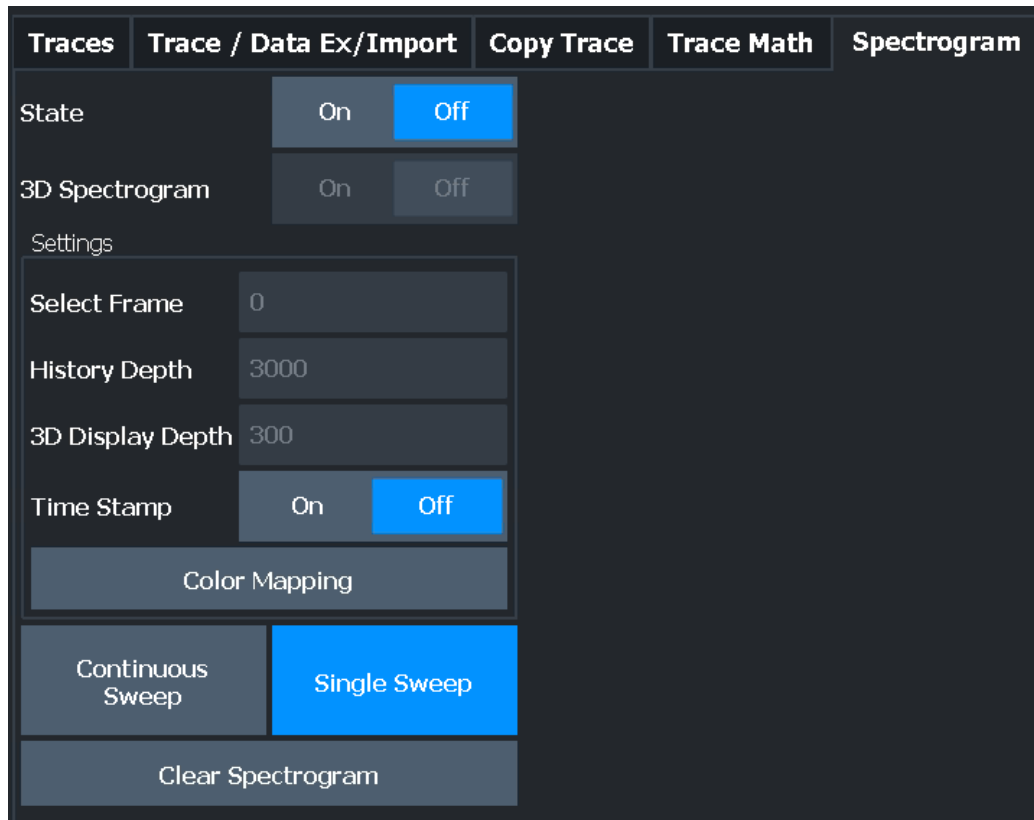 Traces Trace / Data Ex/Import Copy Trace Trace Math Spectrogram
State On Off
3D Spectrogram On Off
Settings
Select Frame 0
History Depth 3000
3D Display Depth 300
Time Stamp On Off
Color Mapping
Continuous
Sweep
Single Sweep
Clear Spectrogram